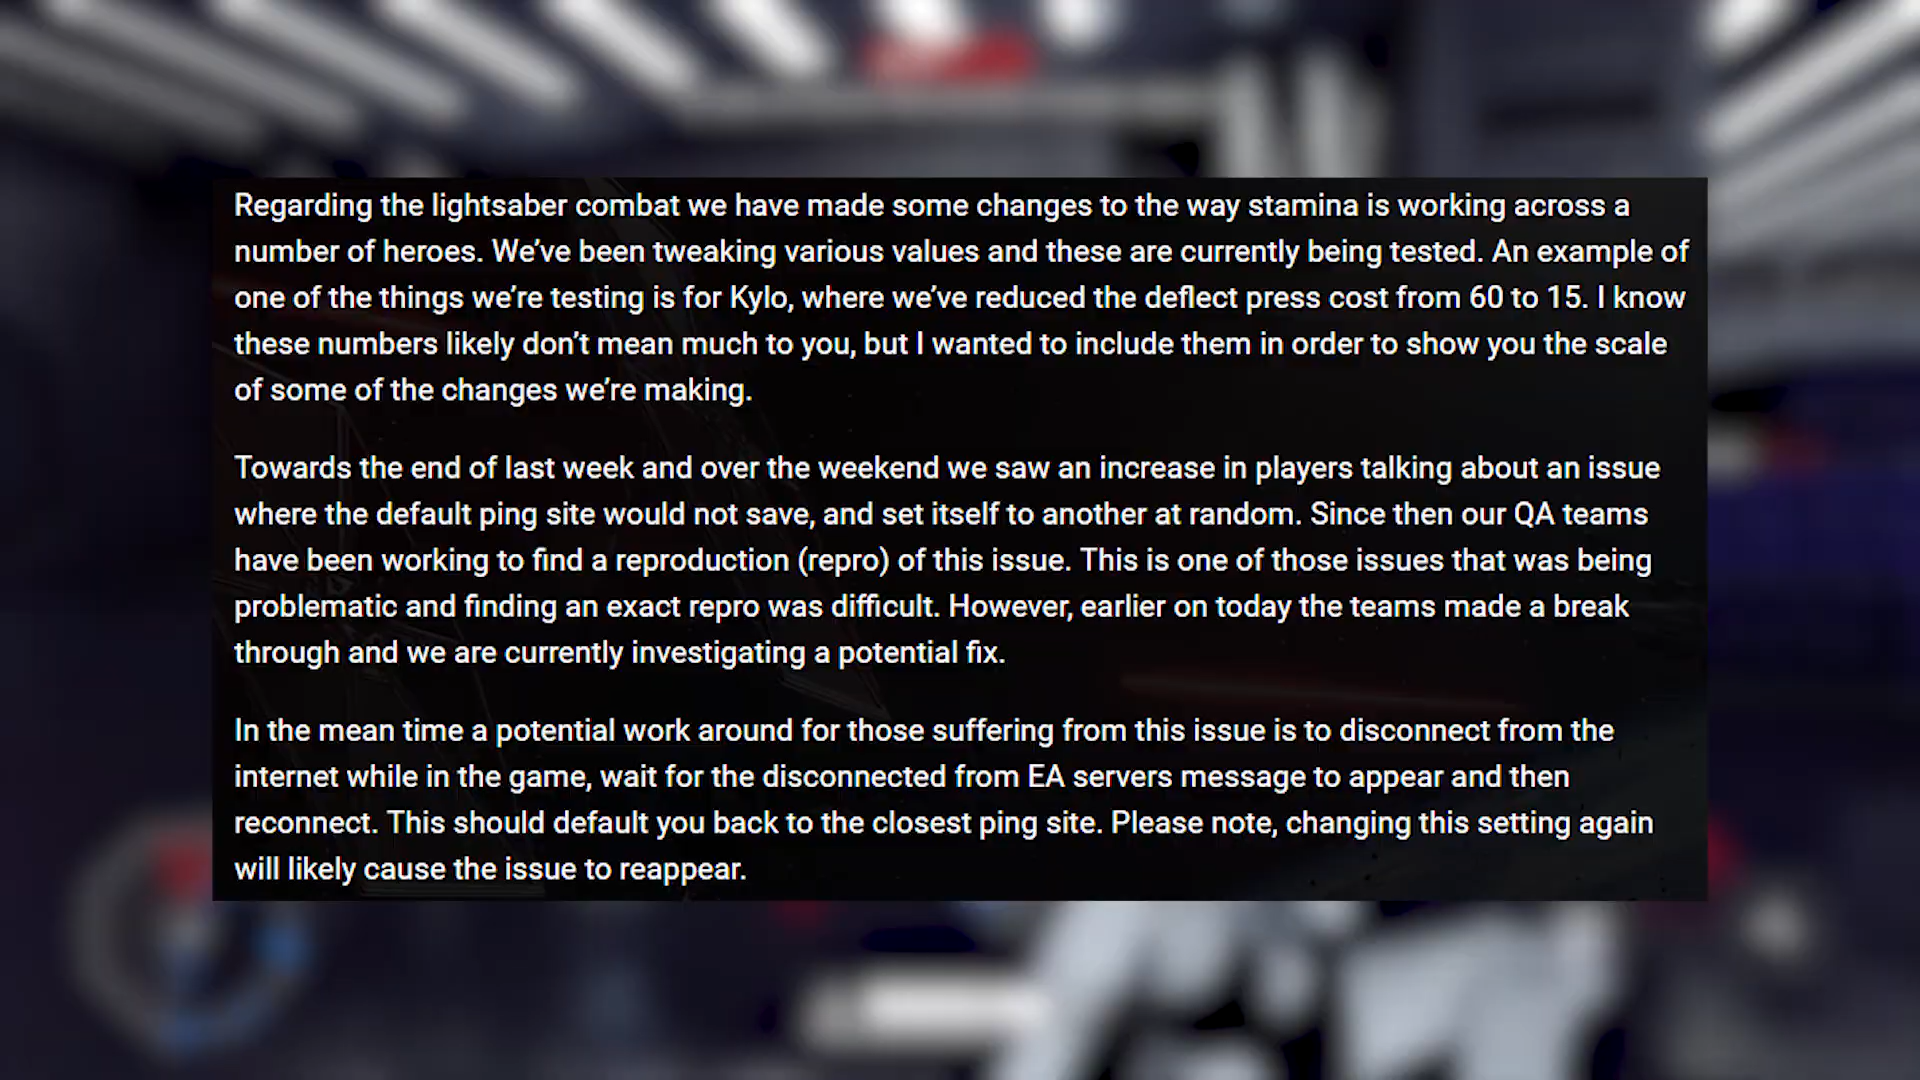 Regarding the lightsaber combat we have made some changes to the way stamina is working across a
number of heroes. We’ve been tweaking various values and these are currently being tested. An example of
one of the things we’re testing is for Kylo, where we’ve reduced the deflect press cost from 60 to 15. I know
these numbers likely don’t mean much to you, but I wanted to include them in order to show you the scale
of some of the changes we’re making.
Towards the end of last week and over the weekend we saw an increase in players talking about an issue
where the default ping site would not save, and set itself to another at random. Since then our QA teams
have been working to find a reproduction (repro) of this issue. This is one of those issues that was being
problematic and finding an exact repro was difficult. However, earlier on today the teams made a break
through and we are currently investigating a potential fix.
In the mean time a potential work around for those suffering from this issue is to disconnect from the
internet while in the game, wait for the disconnected from EA servers message to appear and then
reconnect. This should default you back to the closest ping site. Please note, changing this setting again
will likely cause the issue to reappear.